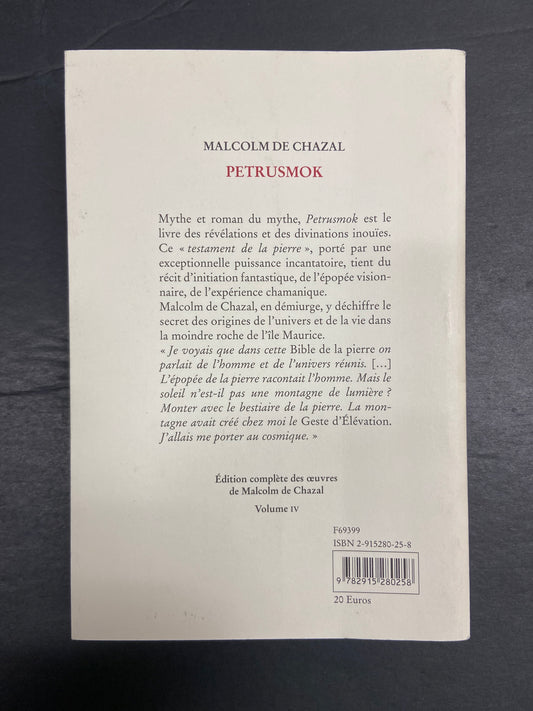 MALCOLM DE CHAZAL
PETRUSMOK
Mythe et roman du mythe, Petrusmok est le
livre des révélations et des divinations inouïes.
Ce « testament de la pierre », porté par une
exceptionnelle puissance incantatoire, tient du
récit d'initiation fantastique, de l'épopée vision-
naire, de l'expérience chamanique.
Malcolm de Chazal, en démiurge, y déchiffre le
secret des origines de l'univers et de la vie dans
la moindre roche de l'île Maurice.
« Je voyais que dans cette Bible de la pierre on
parlait de l'homme et de l'univers réunis. […]
L'épopée de la pierre racontait l'homme. Mais le
soleil n'est-il pas une montagne de lumière ?
Monter avec le bestiaire de la pierre. La mon-
tagne avait créé chez moi le Geste d'Élévation.
J'allais me porter au cosmique. »
Édition complète des œuvres
de Malcolm de Chazal
Volume IV
F69399
ISBN 2-915280-25-8
9 782915 280258
20 Euros